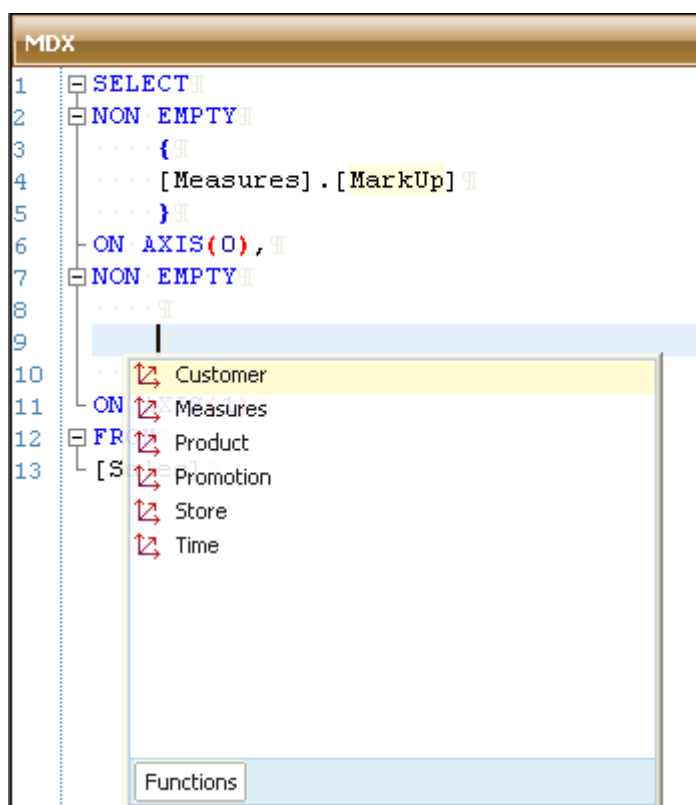 MDX
1 SELECT¶
2 NON EMPTY¶
3 {¶
4 [Measures].[MarkUp]¶
5 }¶
6 ON AXIS(0),¶
7 NON EMPTY¶
8 ¶
9
10
11 ON
12 FR
13 [S
Customer
Measures
Product
Promotion
Store
Time
Functions